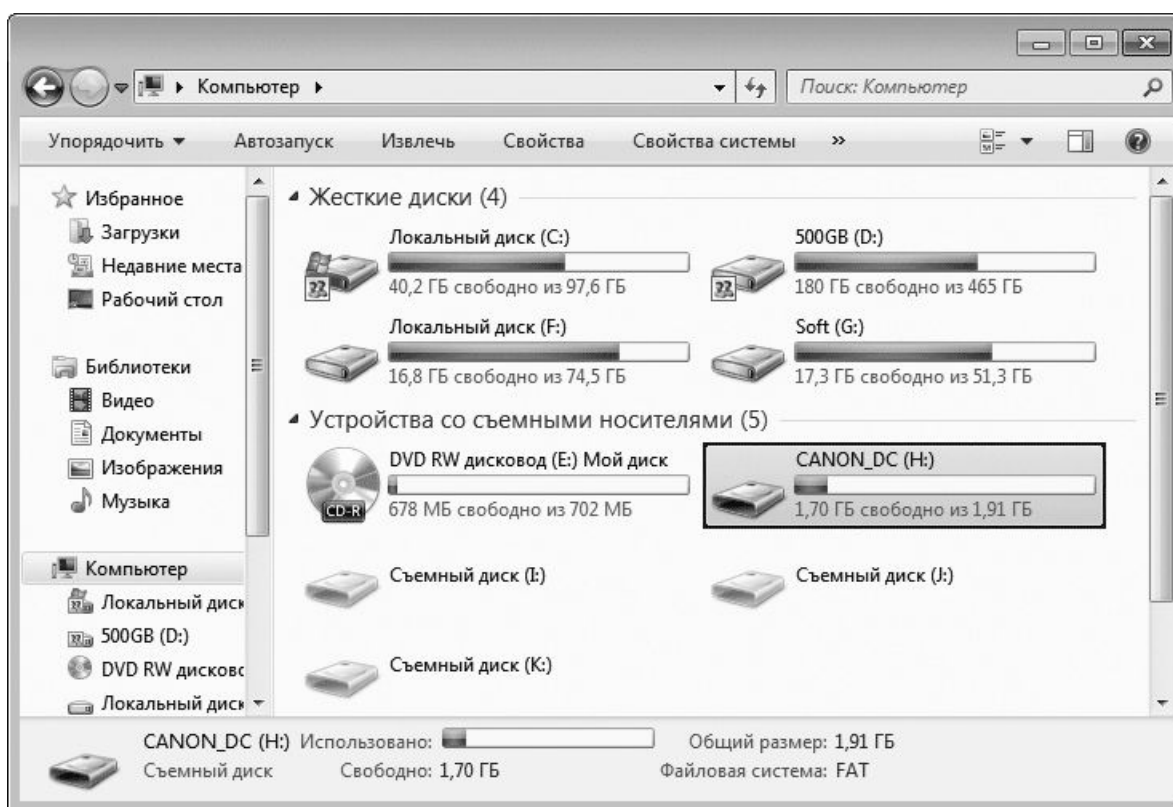 Компьютер
Поиск: Компьютер
Упорядочить Автозапуск Извлечь Свойства Свойства системы »
Избранное
Загрузки
Недавние места
Рабочий стол
Библиотеки
Видео
Документы
Изображения
Музыка
Компьютер
Локальный диск
500GB (D:)
DVD RW дисково
Локальный диск
Жесткие диски (4)
Локальный диск (C:)
40,2 ГБ свободно из 97,6 ГБ
500GB (D:)
180 ГБ свободно из 465 ГБ
Локальный диск (F:)
16,8 ГБ свободно из 74,5 ГБ
Soft (G:)
17,3 ГБ свободно из 51,3 ГБ
Устройства со съемными носителями (5)
DVD RW дисковод (E:) Мой диск
CD-R
678 МБ свободно из 702 МБ
CANON_DC (H:)
1,70 ГБ свободно из 1,91 ГБ
Съемный диск (I:)
Съемный диск (J:)
Съемный диск (K:)
CANON_DC (H:) Использовано: Общий размер: 1,91 ГБ
Съемный диск Свободно: 1,70 ГБ Файловая система: FAT